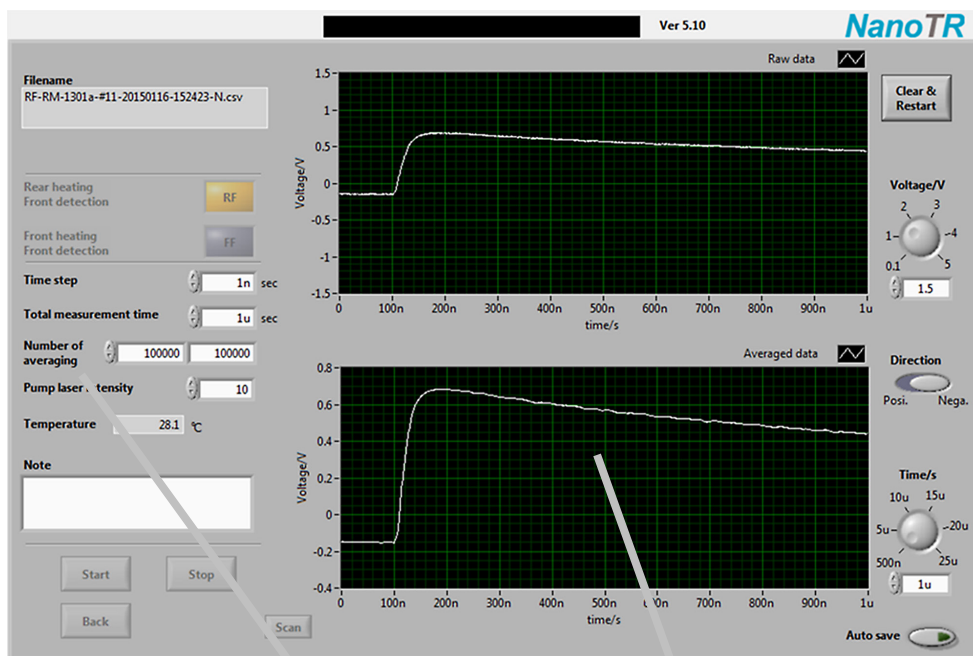 Ver 5.10
NanoTR
Filename
RF-RM-1301a-#11-20150116-152423-N.csv
Rear heating
Front detection
RF
Front heating
Front detection
FF
Time step
1n sec
Total measurement time
1u sec
Number of
averaging
100000 100000
Pump laser intensity
10
Temperature
28.1 ℃
Note
Start Stop
Back
Scan
Raw data
Voltage/V
1.5
1
0.5
0
-0.5
-1
-1.5
0 100n 200n 300n 400n 500n 600n 700n 800n 900n 1u
time/s
Averaged data
Voltage/V
0.8
0.6
0.4
0.2
0
-0.2
-0.4
0 100n 200n 300n 400n 500n 600n 700n 800n 900n 1u
time/s
Clear &
Restart
Voltage/V
2 3
1 4
0.1 5
1.5
Direction
Posi. Nega.
Time/s
10u 15u
5u 20u
500n 25u
1u
Auto save